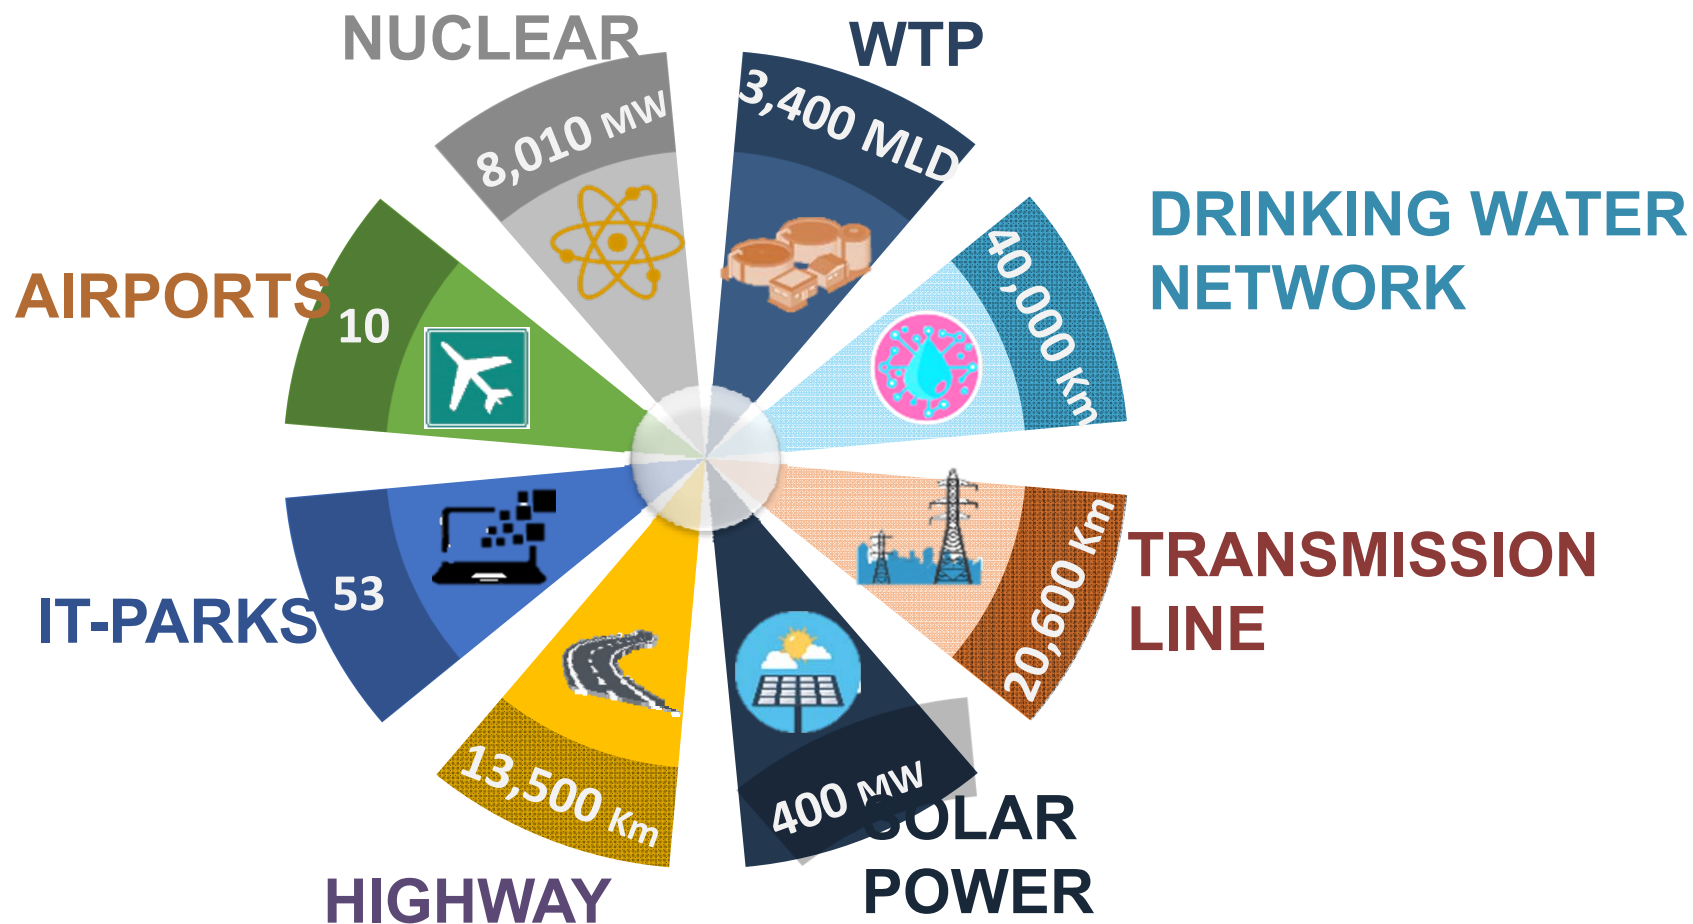 NUCLEAR
8,010 MW
WTP
3,400 MLD
DRINKING WATER
NETWORK
40,000 Km
TRANSMISSION
LINE
20,600 Km
SOLAR
POWER
400 MW
HIGHWAY
13,500 Km
IT-PARKS
53
AIRPORTS
10